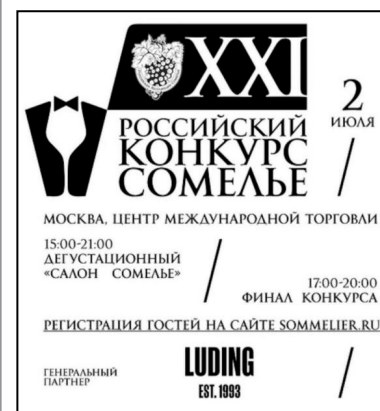 XXI
РОССИЙСКИЙ
КОНКУРС
СОМЕЛЬЕ
2
ИЮЛЯ
МОСКВА, ЦЕНТР МЕЖДУНАРОДНОЙ ТОРГОВЛИ
15:00-21:00
ДЕГУСТАЦИОННЫЙ
«САЛОН СОМЕЛЬЕ»
17:00-20:00
ФИНАЛ КОНКУРСА
РЕГИСТРАЦИЯ ГОСТЕЙ НА САЙТЕ SOMMELIER.RU
ГЕНЕРАЛЬНЫЙ
ПАРТНЕР
LUDING
EST. 1993